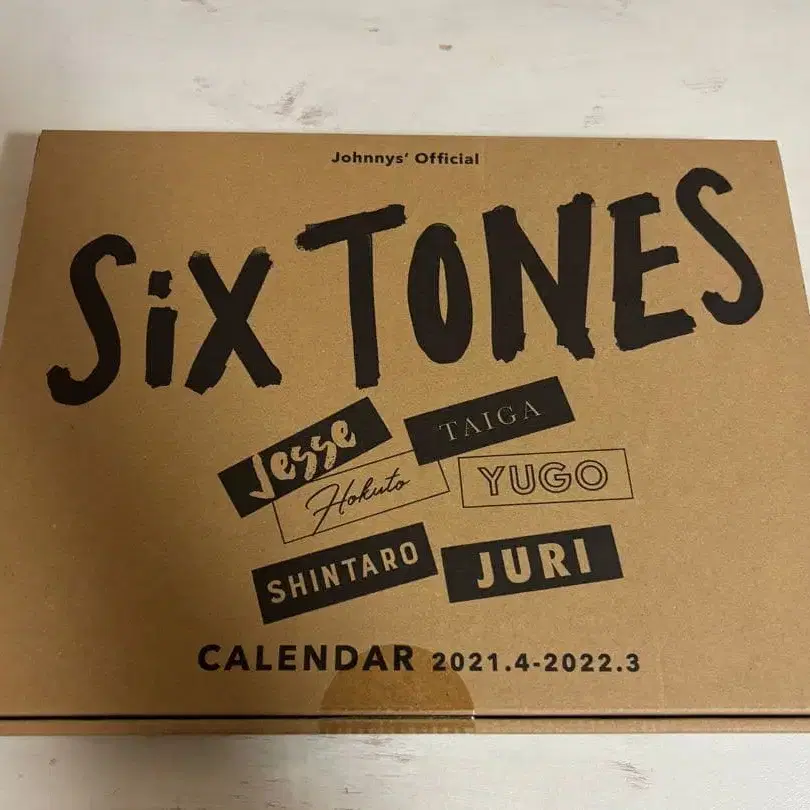 Johnnys' Official
SiXTONES
Jesse
TAIGA
Hokuto
YUGO
SHINTARO
JURI
CALENDAR 2021.4-2022.3